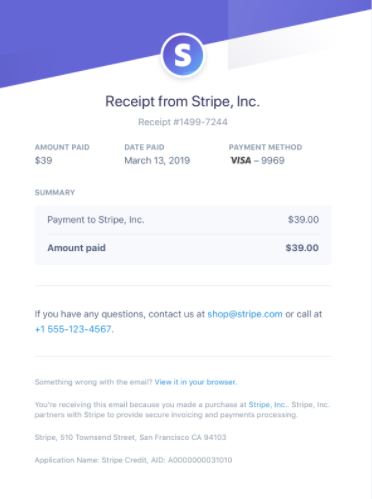 S
Receipt from Stripe, Inc.
Receipt #1499-7244
AMOUNT PAID DATE PAID PAYMENT METHOD
$39 March 13, 2019 VISA – 9969
SUMMARY
Payment to Stripe, Inc. $39.00
Amount paid $39.00
If you have any questions, contact us at shop@stripe.com or call at
+1 555-123-4567.
Something wrong with the email? View it in your browser.
You're receiving this email because you made a purchase at Stripe, Inc.. Stripe, Inc.
partners with Stripe to provide secure invoicing and payments processing.
Stripe, 510 Townsend Street, San Francisco CA 94103
Application Name: Stripe Credit, AID: A0000000031010